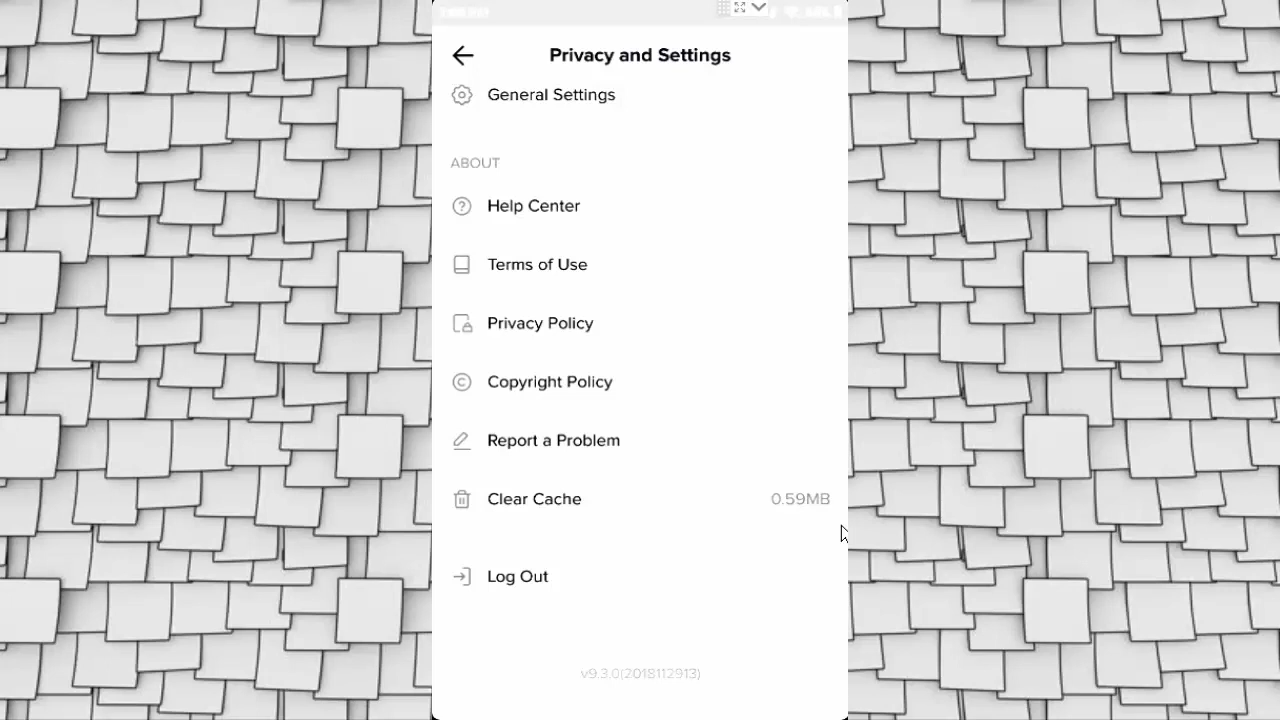 Privacy and Settings
General Settings
ABOUT
Help Center
Terms of Use
Privacy Policy
Copyright Policy
Report a Problem
Clear Cache 0.59MB
Log Out
v9.3.0(2018112913)